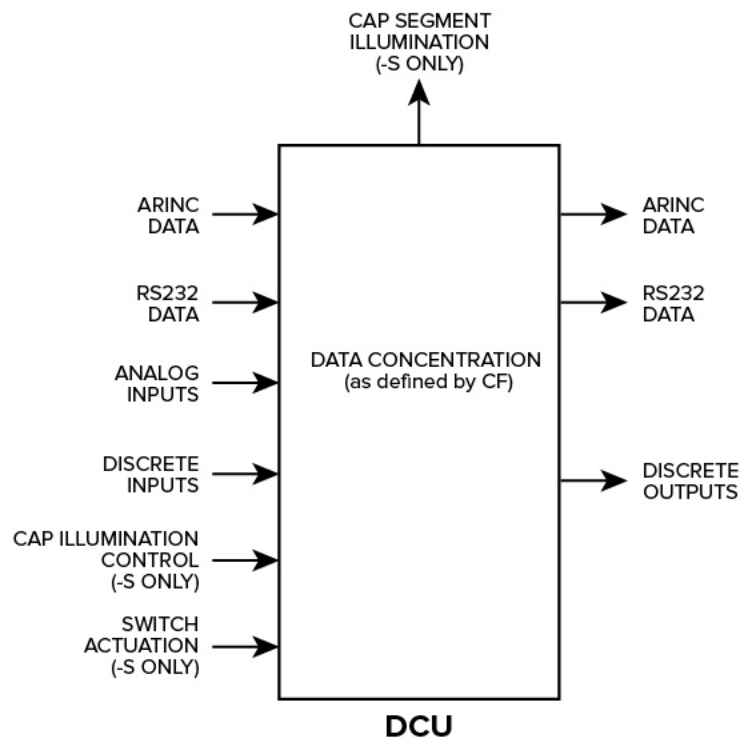 CAP SEGMENT
ILLUMINATION
(-S ONLY)
ARINC
DATA
RS232
DATA
ANALOG
INPUTS
DISCRETE
INPUTS
CAP ILLUMINATION
CONTROL
(-S ONLY)
SWITCH
ACTUATION
(-S ONLY)
DATA CONCENTRATION
(as defined by CF)
ARINC
DATA
RS232
DATA
DISCRETE
OUTPUTS
DCU